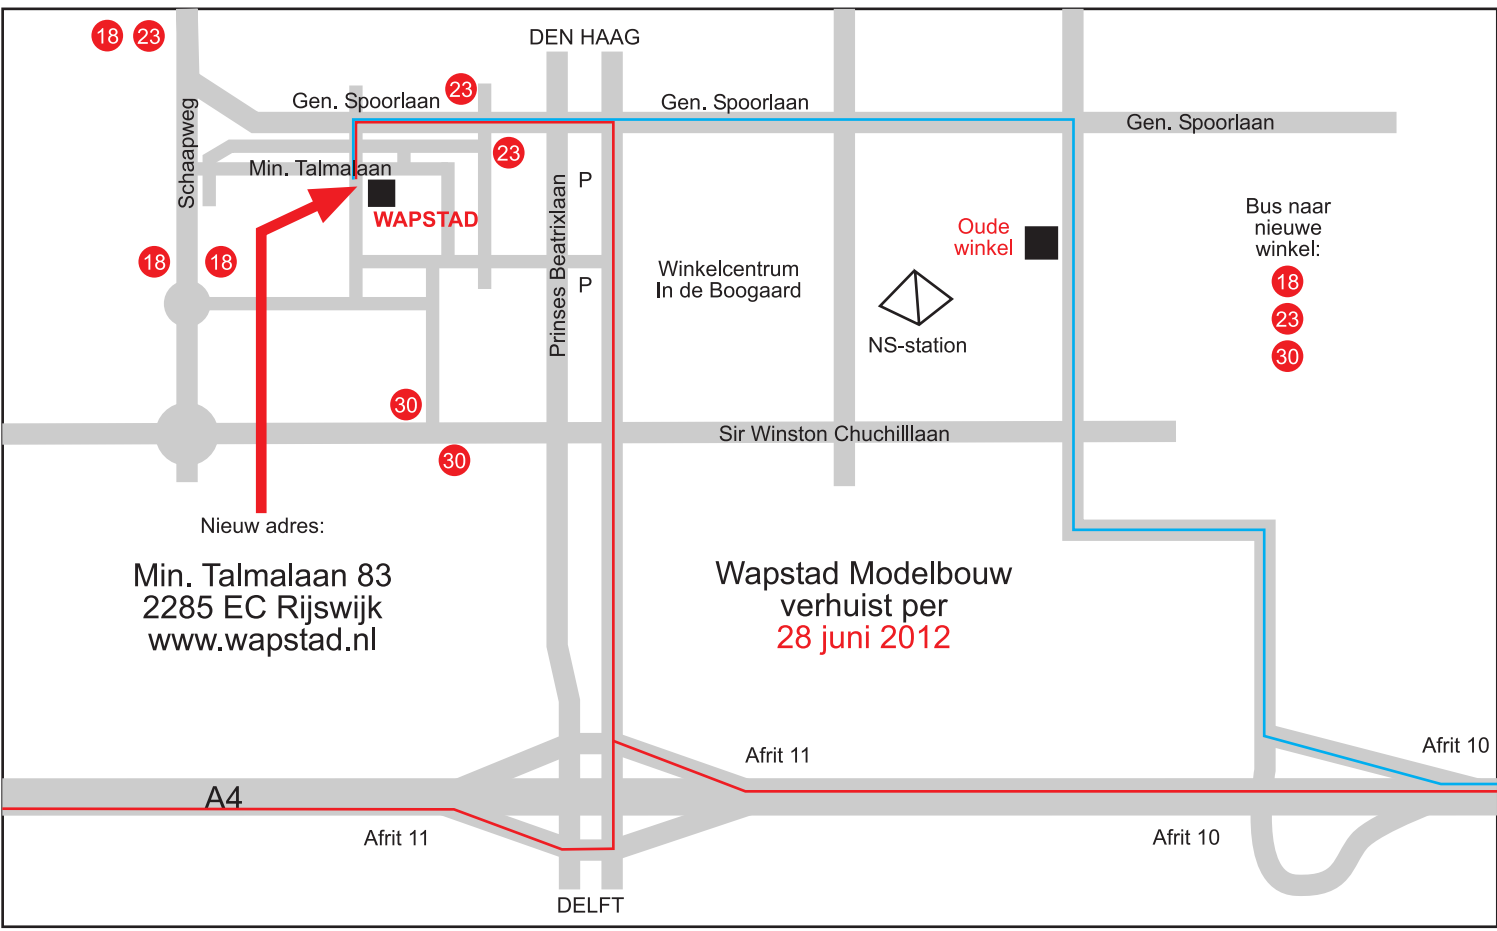 18
23
DEN HAAG
Gen. Spoorlaan
23
Gen. Spoorlaan
Gen. Spoorlaan
Schaapweg
23
Min. Talmalaan
P
WAPSTAD
Prinses Beatrixlaan
Oude
winkel
Bus naar
nieuwe
winkel:
18
23
30
18
18
Winkelcentrum
In de Boogaard
P
NS-station
30
Sir Winston Chuchilllaan
30
Nieuw adres:
Min. Talmalaan 83
2285 EC Rijswijk
www.wapstad.nl
Wapstad Modelbouw
verhuist per
28 juni 2012
Afrit 11
Afrit 10
A4
Afrit 11
Afrit 10
DELFT